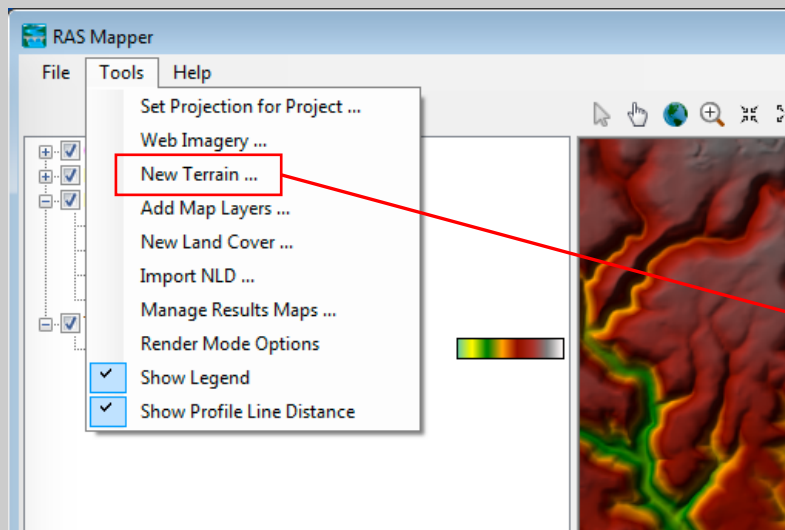 RAS Mapper
File Tools Help
Set Projection for Project ...
Web Imagery ...
New Terrain ...
Add Map Layers ...
New Land Cover ...
Import NLD ...
Manage Results Maps ...
Render Mode Options
Show Legend
Show Profile Line Distance